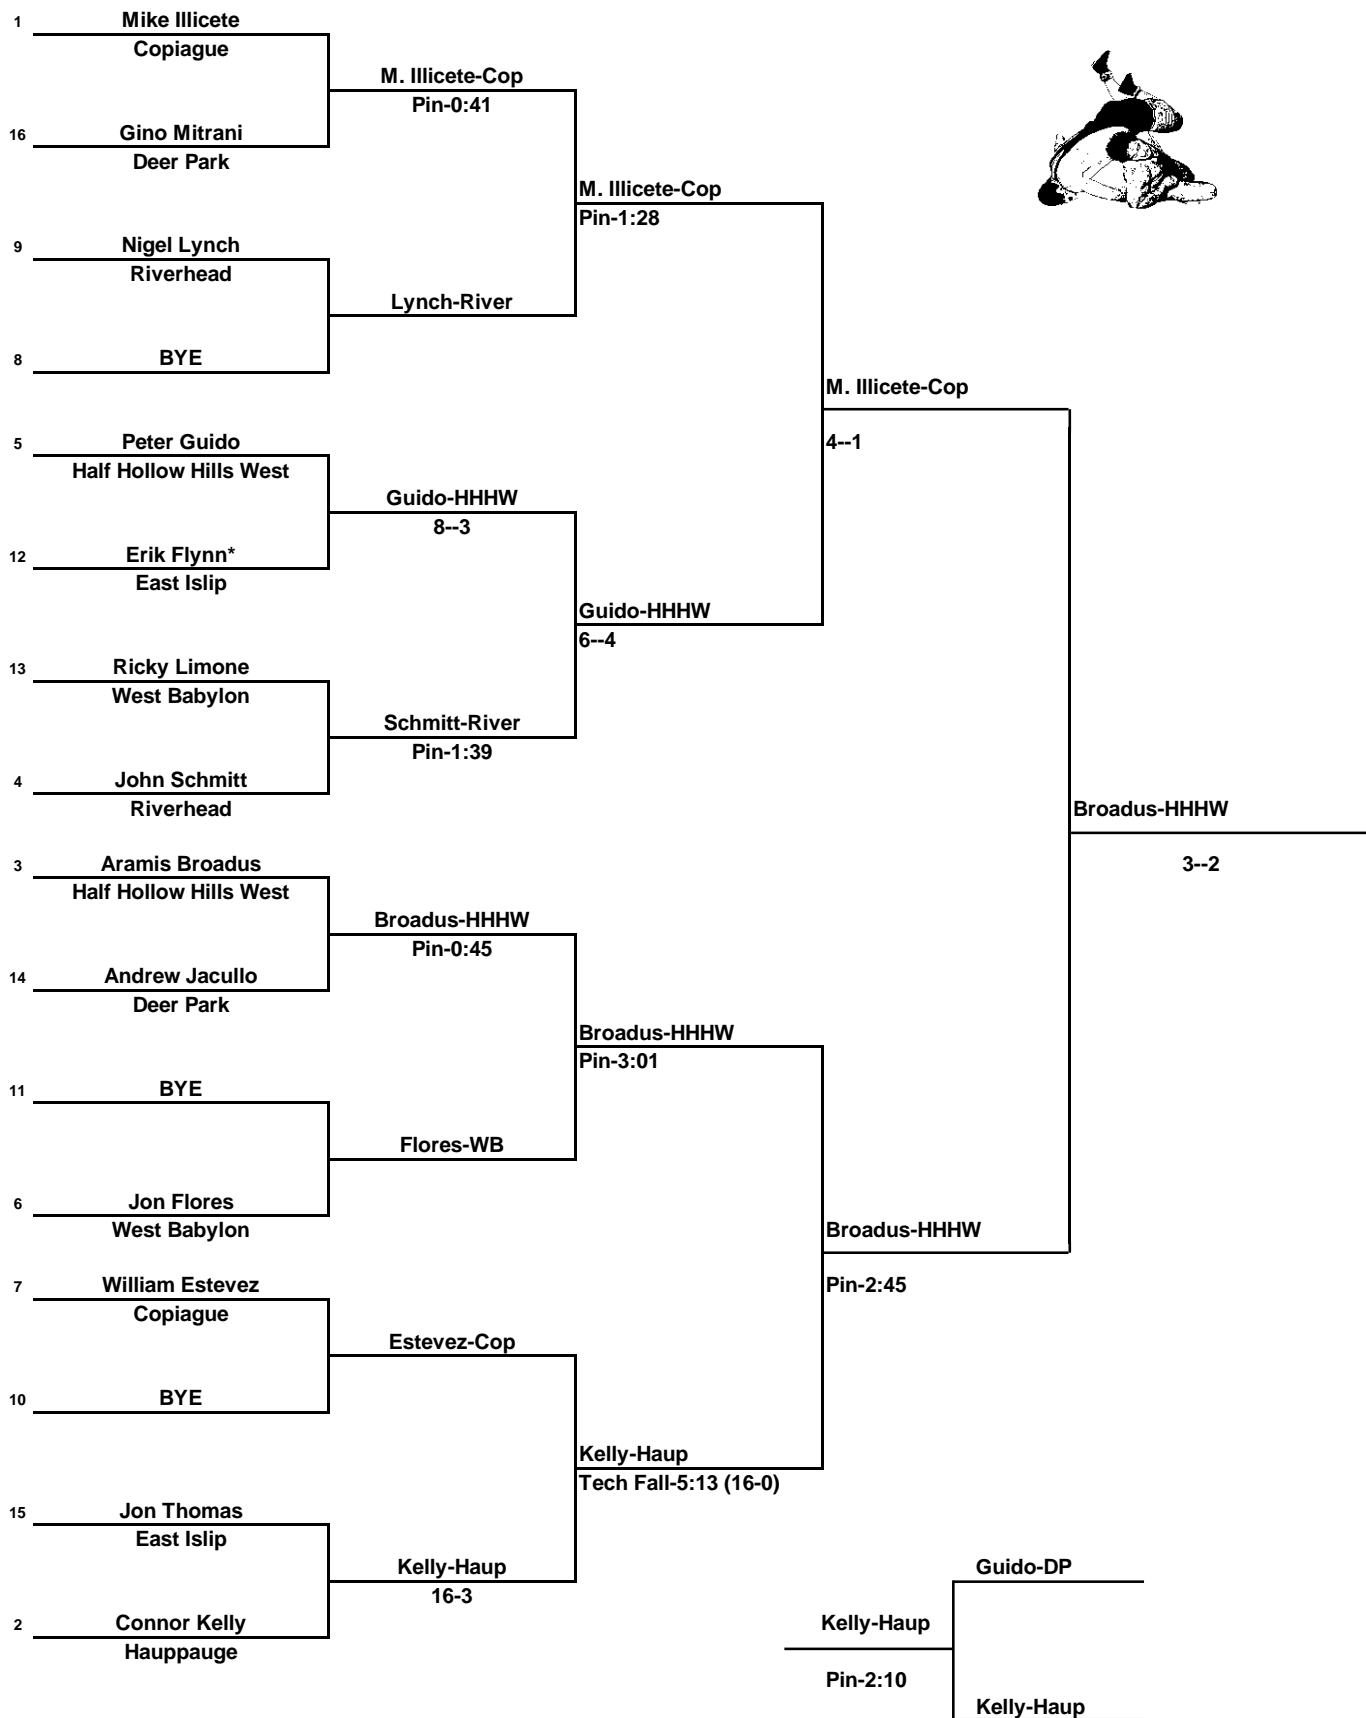 1 Mike Illicete
Copiague
M. Illicete-Cop
Pin-0:41
16 Gino Mitrani
Deer Park
M. Illicete-Cop
Pin-1:28
9 Nigel Lynch
Riverhead
Lynch-River
8 BYE
M. Illicete-Cop
4--1
5 Peter Guido
Half Hollow Hills West
Guido-HHHW
8--3
12 Erik Flynn*
East Islip
Guido-HHHW
6--4
13 Ricky Limone
West Babylon
Schmitt-River
Pin-1:39
4 John Schmitt
Riverhead
Broadus-HHHW
3--2
3 Aramis Broadus
Half Hollow Hills West
Broadus-HHHW
Pin-0:45
14 Andrew Jacullo
Deer Park
Broadus-HHHW
Pin-3:01
11 BYE
Flores-WB
6 Jon Flores
West Babylon
Broadus-HHHW
Pin-2:45
7 William Estevez
Copiague
Estevez-Cop
10 BYE
Kelly-Haup
Tech Fall-5:13 (16-0)
15 Jon Thomas
East Islip
Kelly-Haup
16-3
2 Connor Kelly
Hauppauge
Guido-DP
Kelly-Haup
Pin-2:10
Kelly-Haup